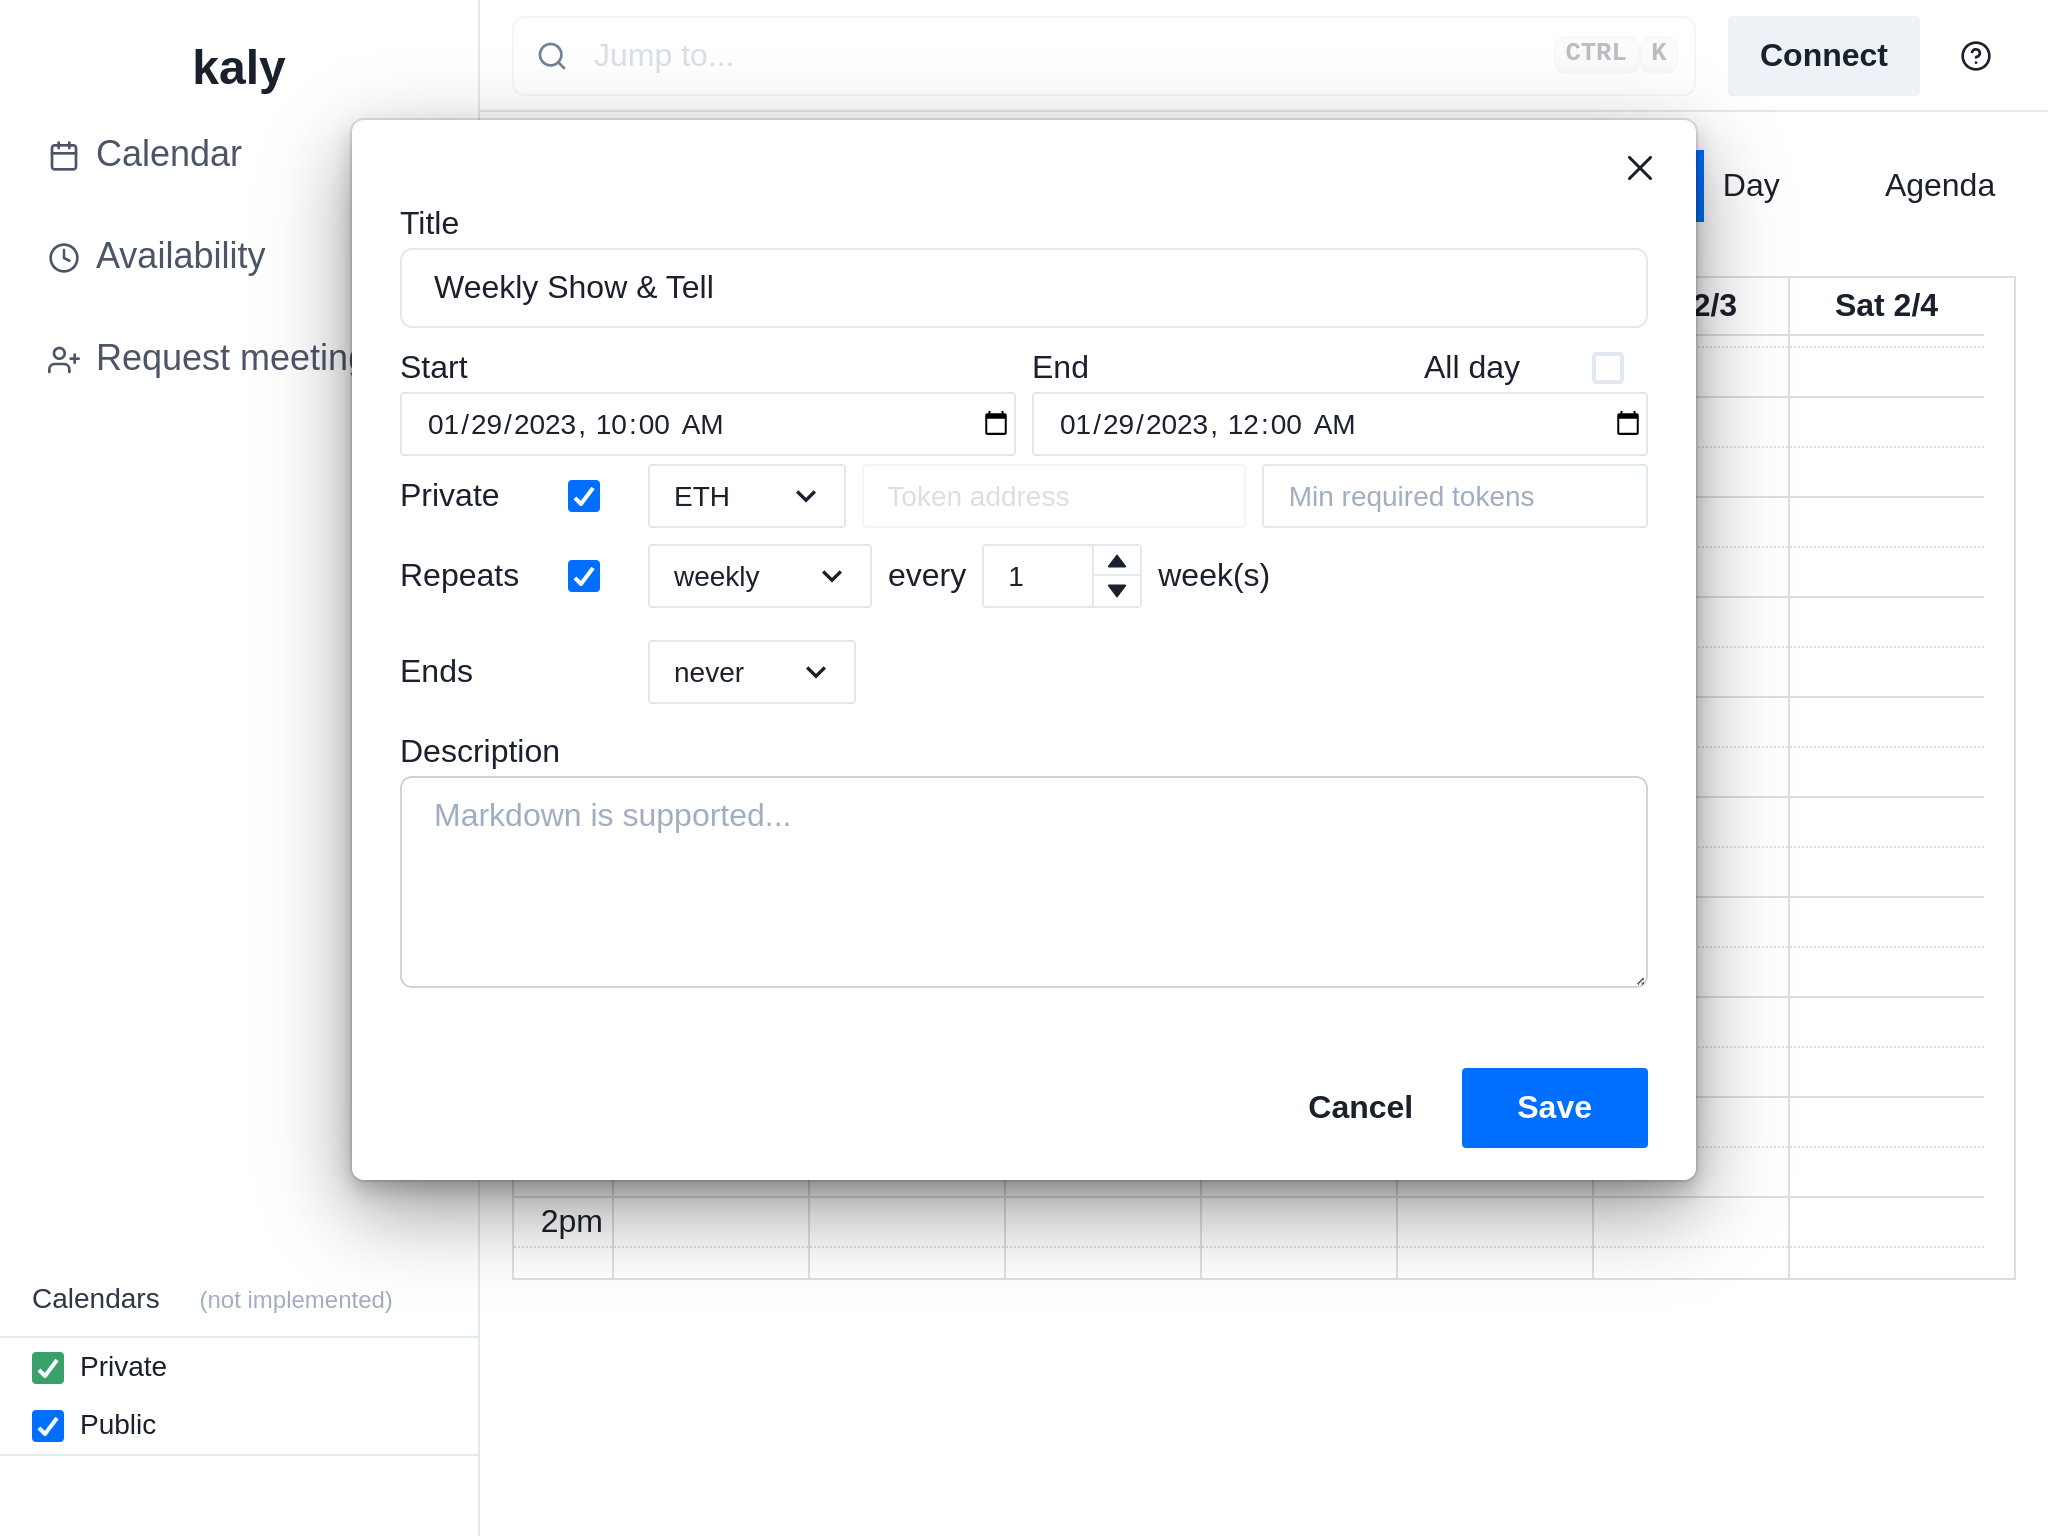 kaly
Jump to...
CTRL K
Connect
Calendar
Availability
Request meeting
Day
Agenda
2/3
Sat 2/4
Title
Weekly Show & Tell
Start
End
All day
01/29/2023, 10:00 AM
01/29/2023, 12:00 AM
Private
ETH
Token address
Min required tokens
Repeats
weekly
every
1
week(s)
Ends
never
Description
Markdown is supported...
Cancel
Save
2pm
Calendars (not implemented)
Private
Public